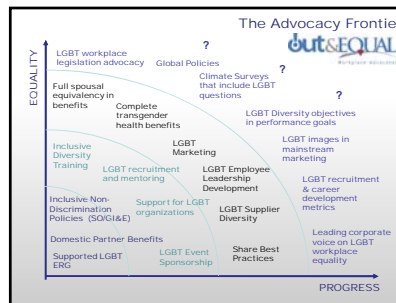 The Advocacy Frontie
out&EQUAL
Workplace Advocates
?
LGBT workplace
legislation advocacy
Global Policies
?
Climate Surveys
that include LGBT
questions
?
EQUALITY
Full spousal
equivalency in
benefits
Complete
transgender
health benefits
LGBT Diversity objectives
in performance goals
LGBT
Marketing
LGBT images in
mainstream
marketing
Inclusive
Diversity
Training
LGBT recruitment
and mentoring
LGBT Employee
Leadership
Development
LGBT recruitment
& career
development
metrics
Inclusive Non-
Discrimination
Policies (SO/GI&E)
Support for LGBT
organizations
LGBT Supplier
Diversity
Domestic Partner Benefits
Leading corporate
voice on LGBT
workplace
equality
Supported LGBT
ERG
LGBT Event
Sponsorship
Share Best
Practices
PROGRESS